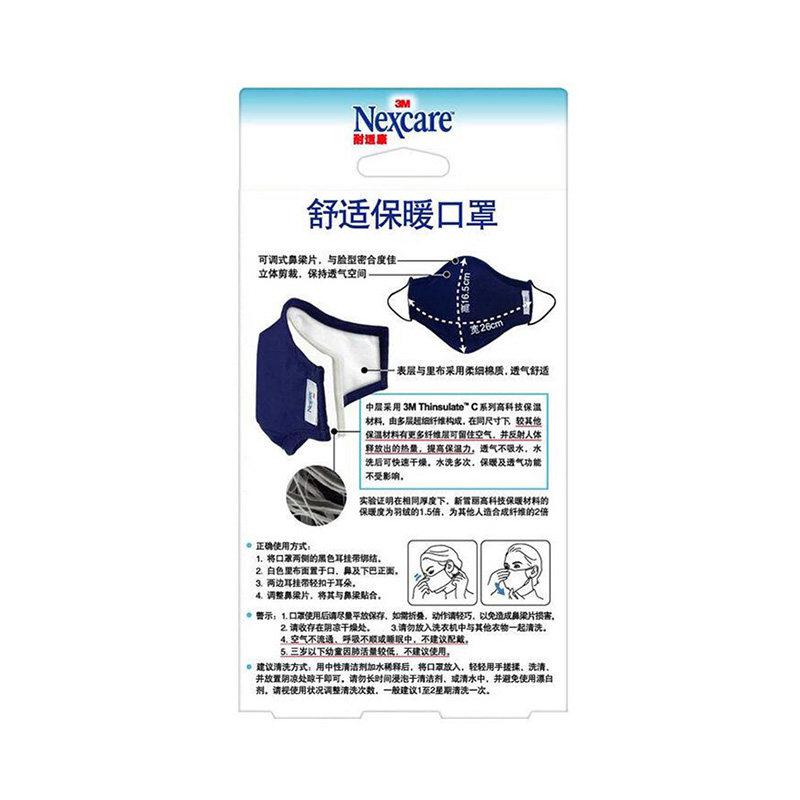 3M
Nexcare™
耐适康
舒适保暖口罩
可调式鼻梁片，与脸型密合度佳
立体剪裁，保持透气空间
高16.5cm
宽26cm
表层与里布采用柔细棉质，透气舒适
Nexcare
中层采用 3M Thinsulate™ C 系列高科技保温
材料，由多层超细纤维构成，在同尺寸下，较其他
保温材料有更多纤维层可留住空气，并反射人体
释放出的热量，提高保温力。透气不吸水，水
洗后可快速干燥。水洗多次，保暖及透气功能
不受影响。
实验证明在相同厚度下，新雪丽高科技保暖材料的
保暖度为羽绒的1.5倍，为其他人造合成纤维的2倍
正确使用方式：
1. 将口罩两侧的黑色耳挂带绑结。
2. 白色里布面置于口、鼻及下巴正面。
3. 两边耳挂带轻扣于耳朵。
4. 调整鼻梁片，将其与鼻梁贴合。
警示：1. 口罩使用后请尽量平放保存，如需折叠，动作请轻巧，以免造成鼻梁片损害。
2. 请收存在阴凉干燥处。 3. 请勿放入洗衣机中与其他衣物一起清洗。
4. 空气不流通、呼吸不顺或睡眠中，不建议配戴。
5. 三岁以下幼童因肺活量较低，不建议使用。
建议清洗方式：用中性清洁剂加水稀释后，将口罩放入，轻轻用手搓揉、洗清，
并放置阴凉处晾干即可。请勿长时间浸泡于清洁剂、或清水中，并避免使用漂白
剂。请视使用状况调整清洗次数，一般建议1至2星期清洗一次。